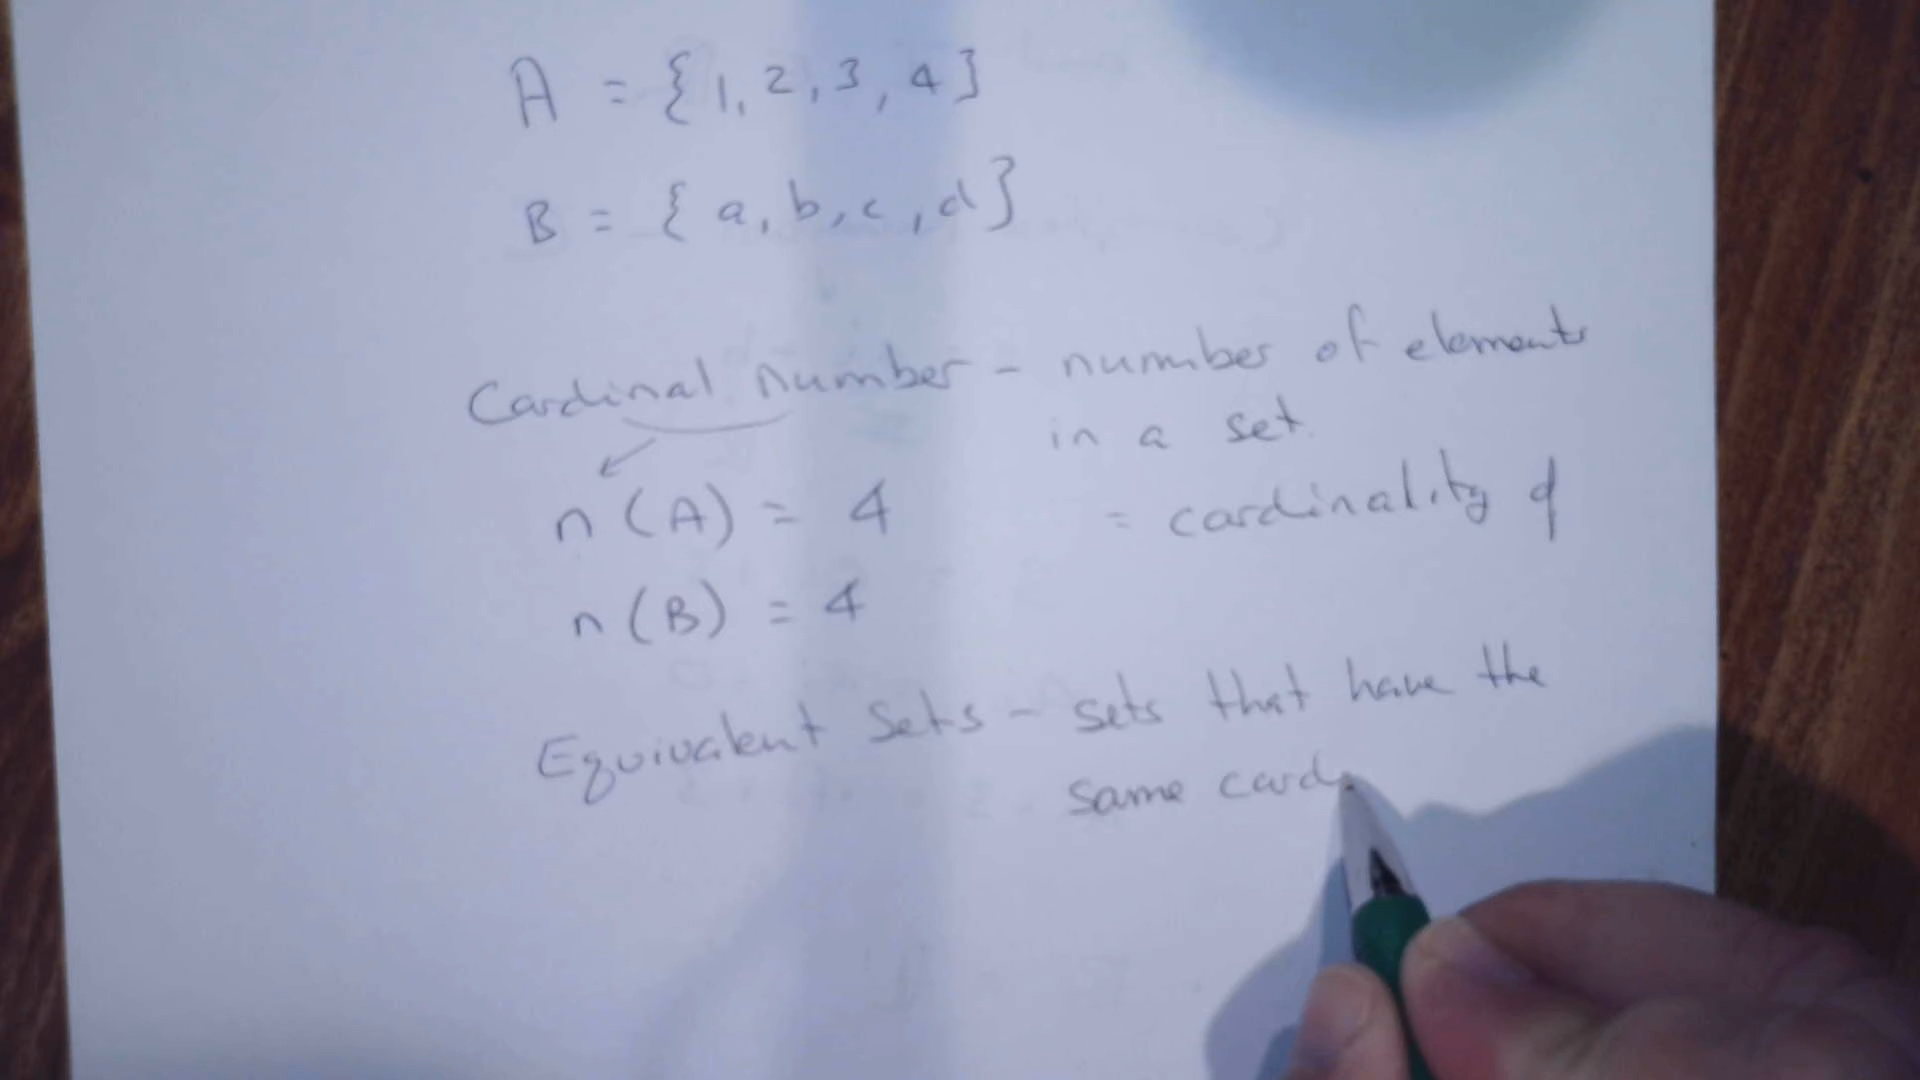 A = {1, 2, 3, 4}
B = {a, b, c, d}
Cardinal number - number of elements
in a set.
n(A) = 4 = cardinality of
n(B) = 4
Equivalent Sets - sets that have the
same card